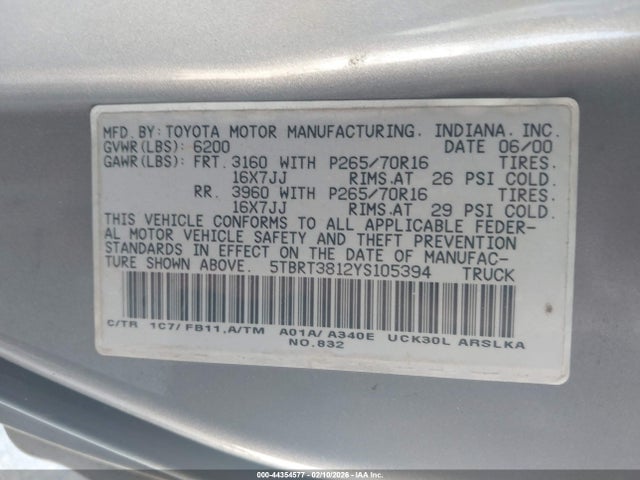 MFD. BY: TOYOTA MOTOR MANUFACTURING. INDIANA. INC.
GVWR(LBS): 6200 DATE 06/00
GAWR(LBS): FRT. 3160 WITH P265/70R16 TIRES.
16X7JJ RIMS.AT 26 PSI COLD.
RR. 3960 WITH P265/70R16 TIRES.
16X7JJ RIMS.AT 29 PSI COLD.
THIS VEHICLE CONFORMS TO ALL APPLICABLE FEDER-
AL MOTOR VEHICLE SAFETY AND THEFT PREVENTION
STANDARDS IN EFFECT ON THE DATE OF MANUFAC-
TURE SHOWN ABOVE. 5TBRT3812YS105394 TRUCK
C/TR 1C7/ FB11,A/TM A01A/ A340E UCK30L ARSLKA
NO.832
000-44354577 - 02/10/2026 - COPYRIGHT IAA, LLC